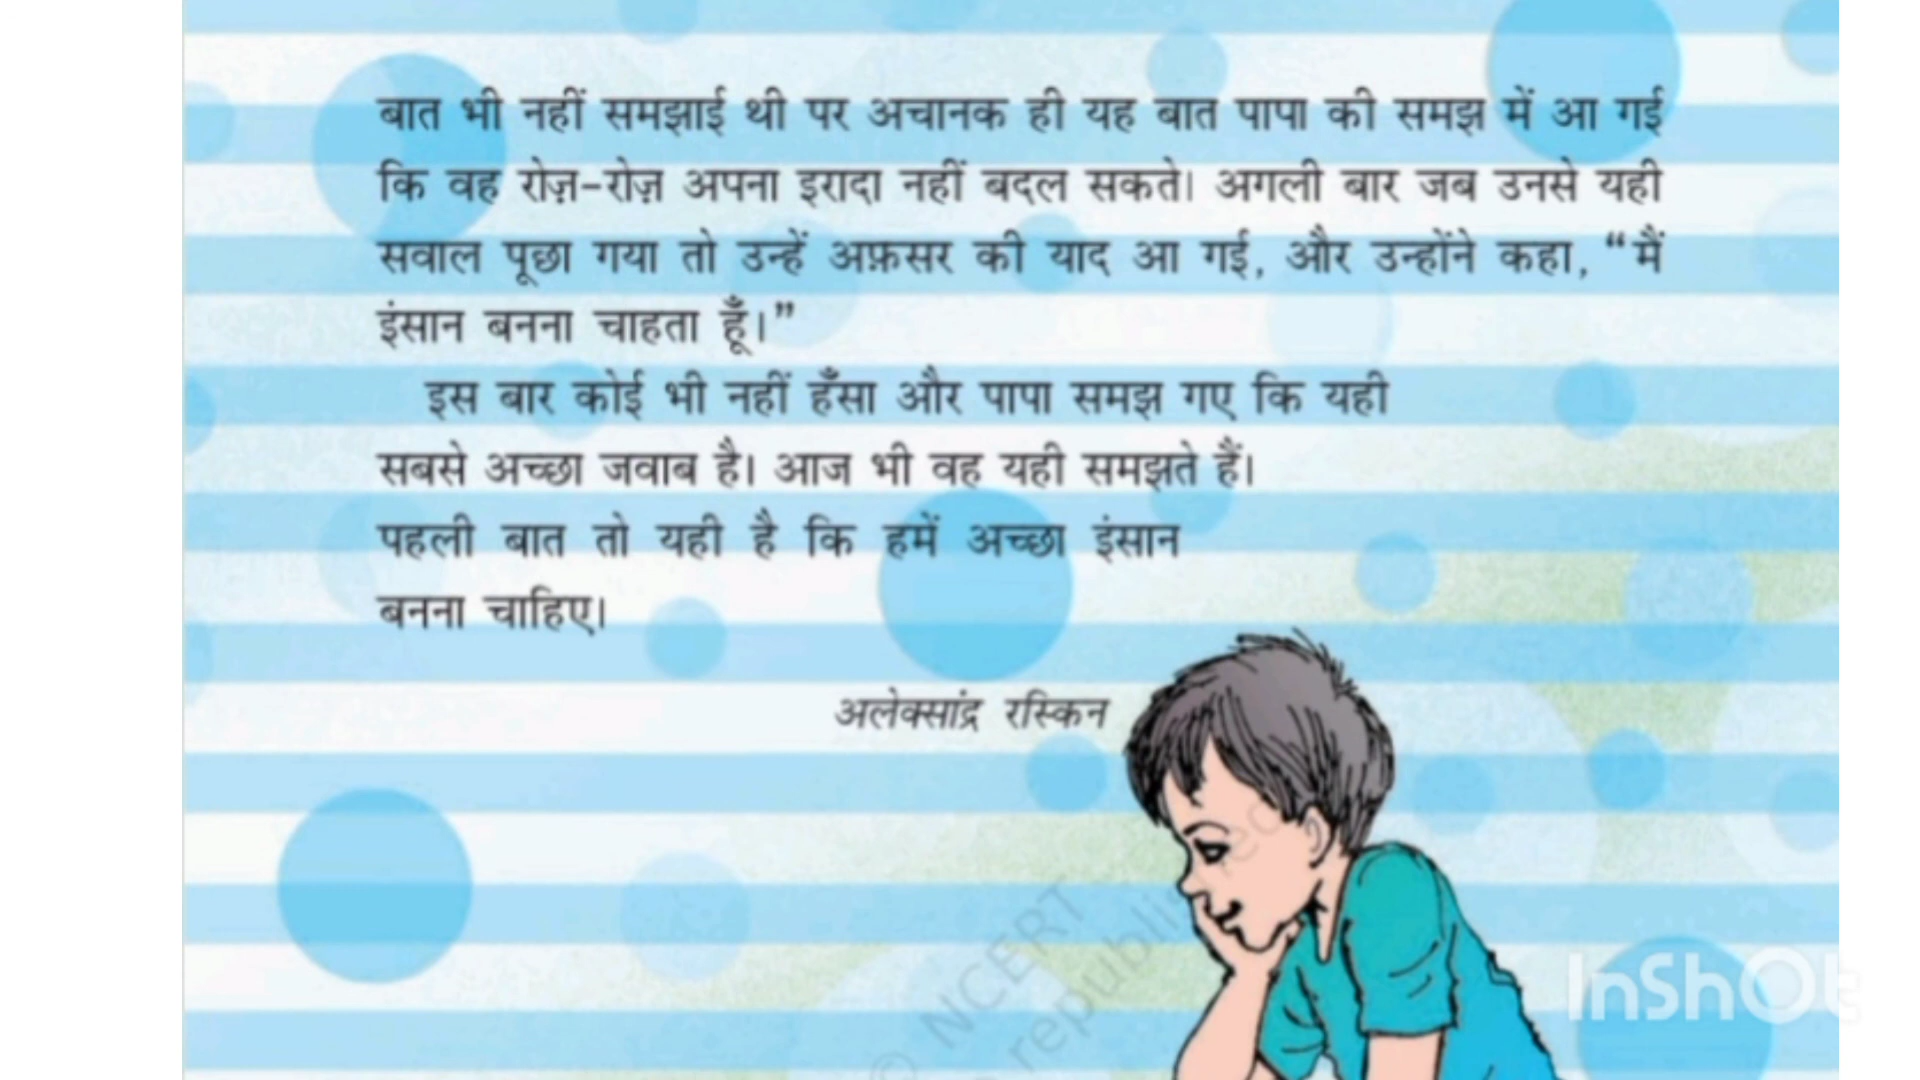 बात भी नहीं समझाई थी पर अचानक ही यह बात पापा की समझ में आ गई
कि वह रोज़-रोज़ अपना इरादा नहीं बदल सकते। अगली बार जब उनसे यही
सवाल पूछा गया तो उन्हें अफ़सर की याद आ गई, और उन्होंने कहा, “मैं
इंसान बनना चाहता हूँ।”
इस बार कोई भी नहीं हँसा और पापा समझ गए कि यही
सबसे अच्छा जवाब है। आज भी वह यही समझते हैं।
पहली बात तो यही है कि हमें अच्छा इंसान
बनना चाहिए।
अलेक्सांद्र रस्किन
© NCERT
republi
InShOt